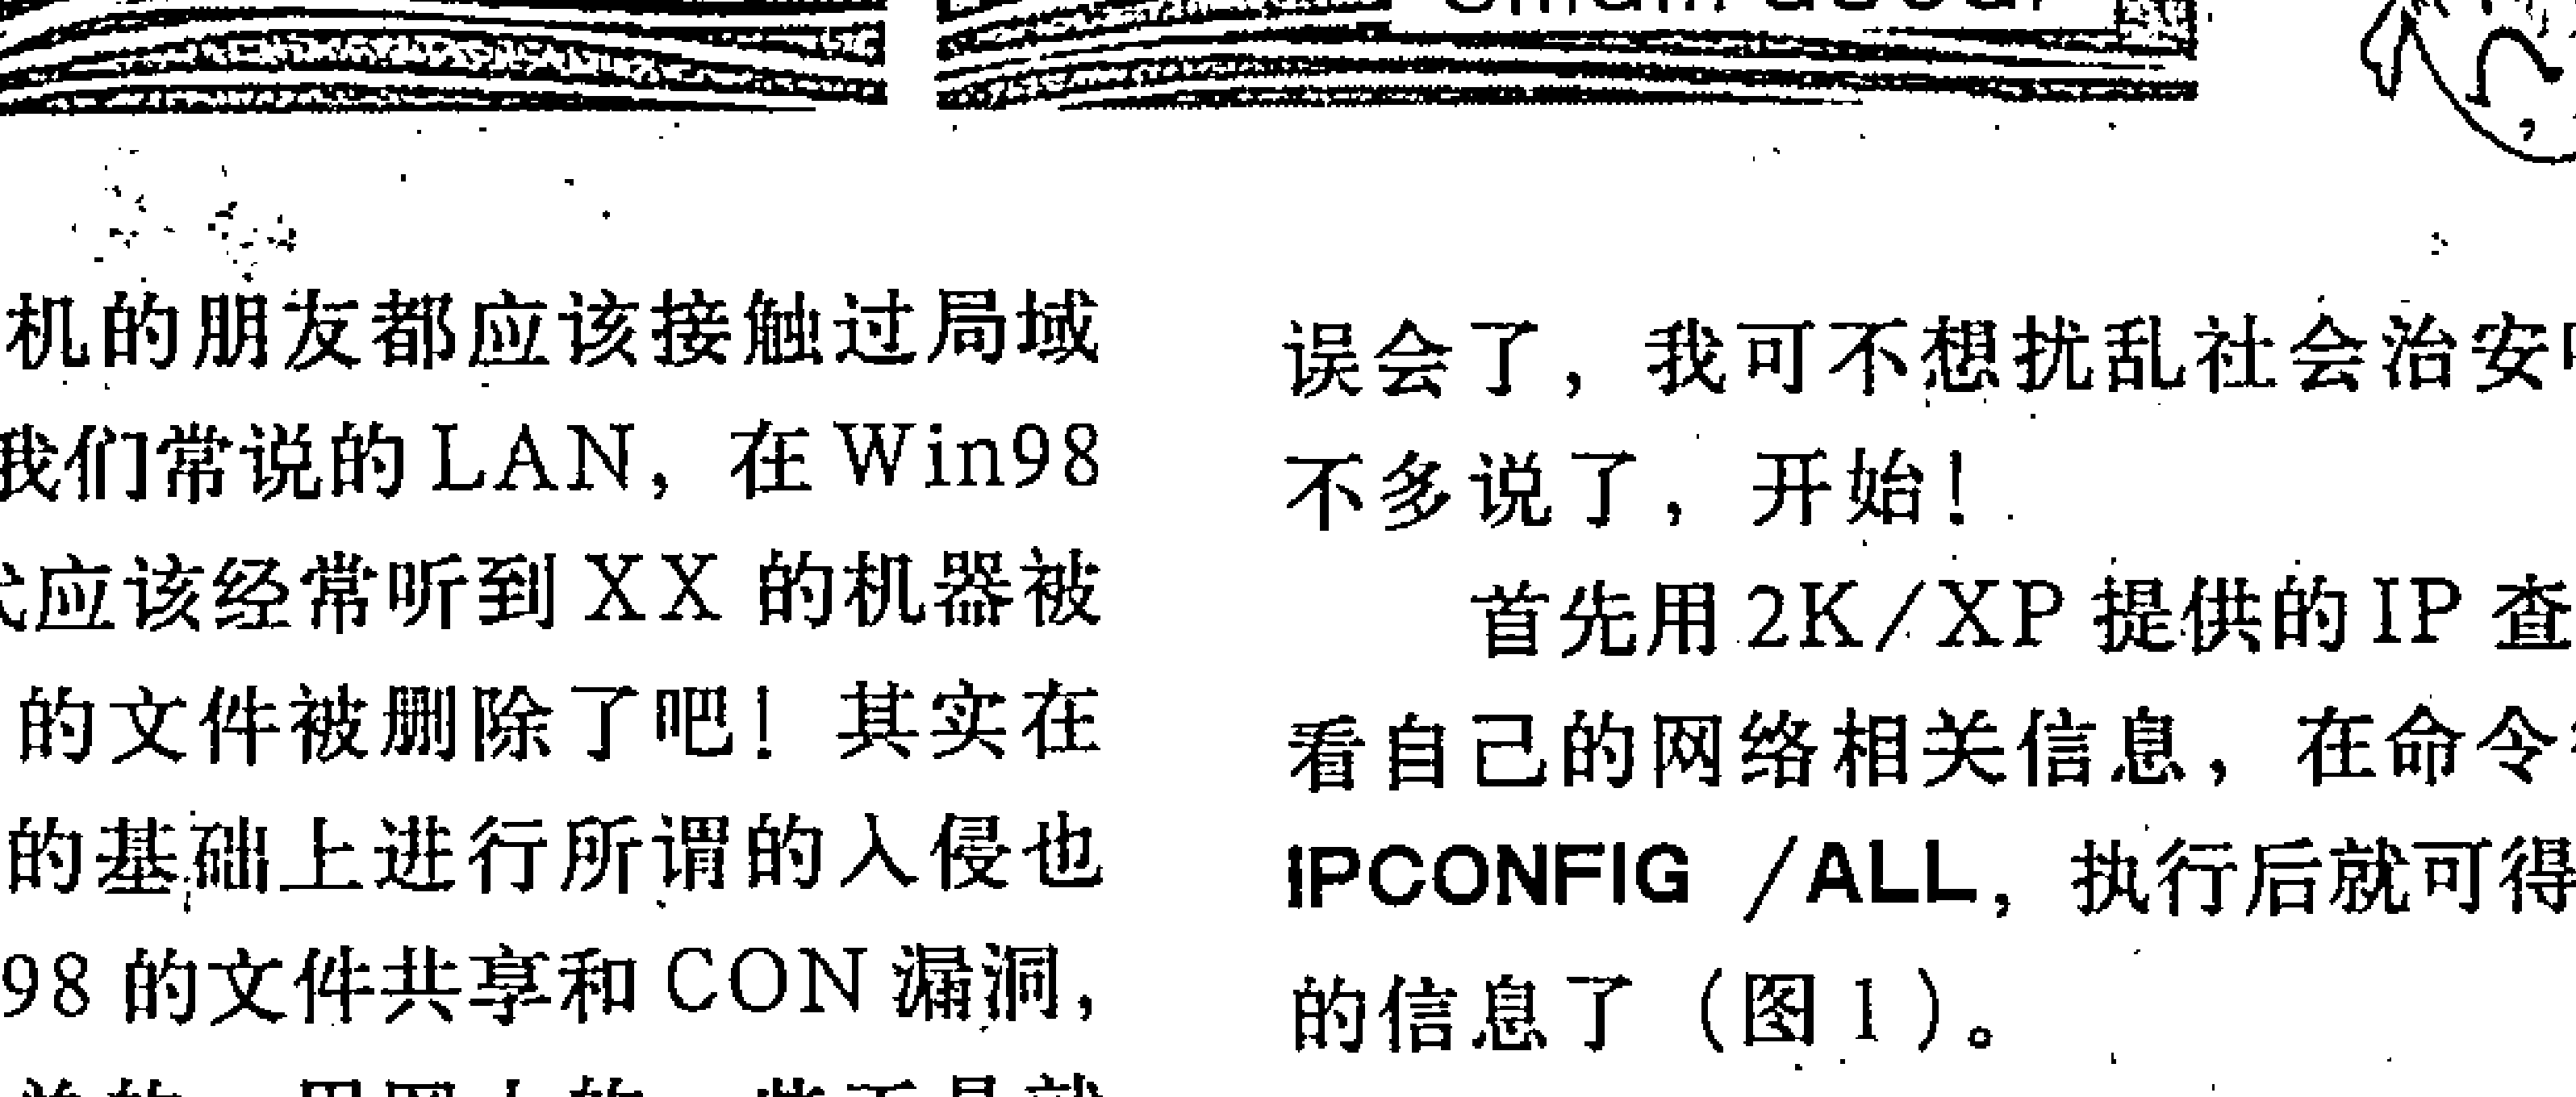 机的朋友都应该接触过局域
我们常说的LAN，在Win98
应该经常听到XX的机器被
的文件被删除了吧！其实在
的基础上进行所谓的入侵也
98的文件共享和CON漏洞，
误会了，我可不想扰乱社会治安
不多说了，开始！
首先用2K/XP提供的IP查
看自己的网络相关信息，在命令
IPCONFIG /ALL，执行后就可得
的信息了（图1）。